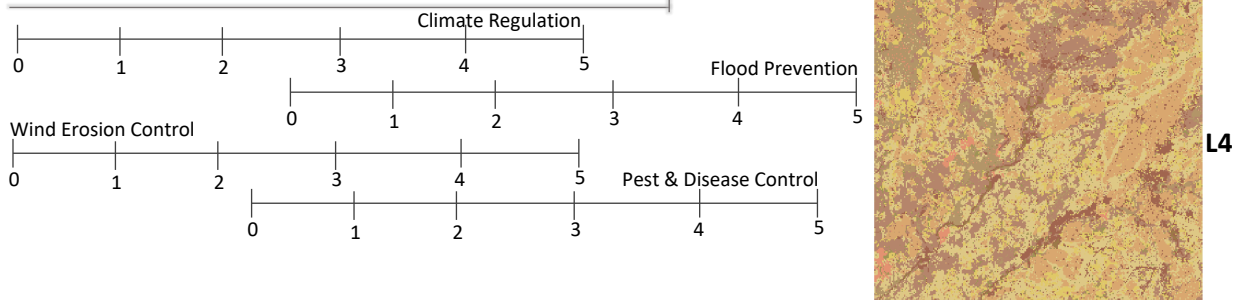 Climate Regulation
0 1 2 3 4 5
Flood Prevention
0 1 2 3 4 5
Wind Erosion Control
0 1 2 3 4 5
Pest & Disease Control
0 1 2 3 4 5
L4